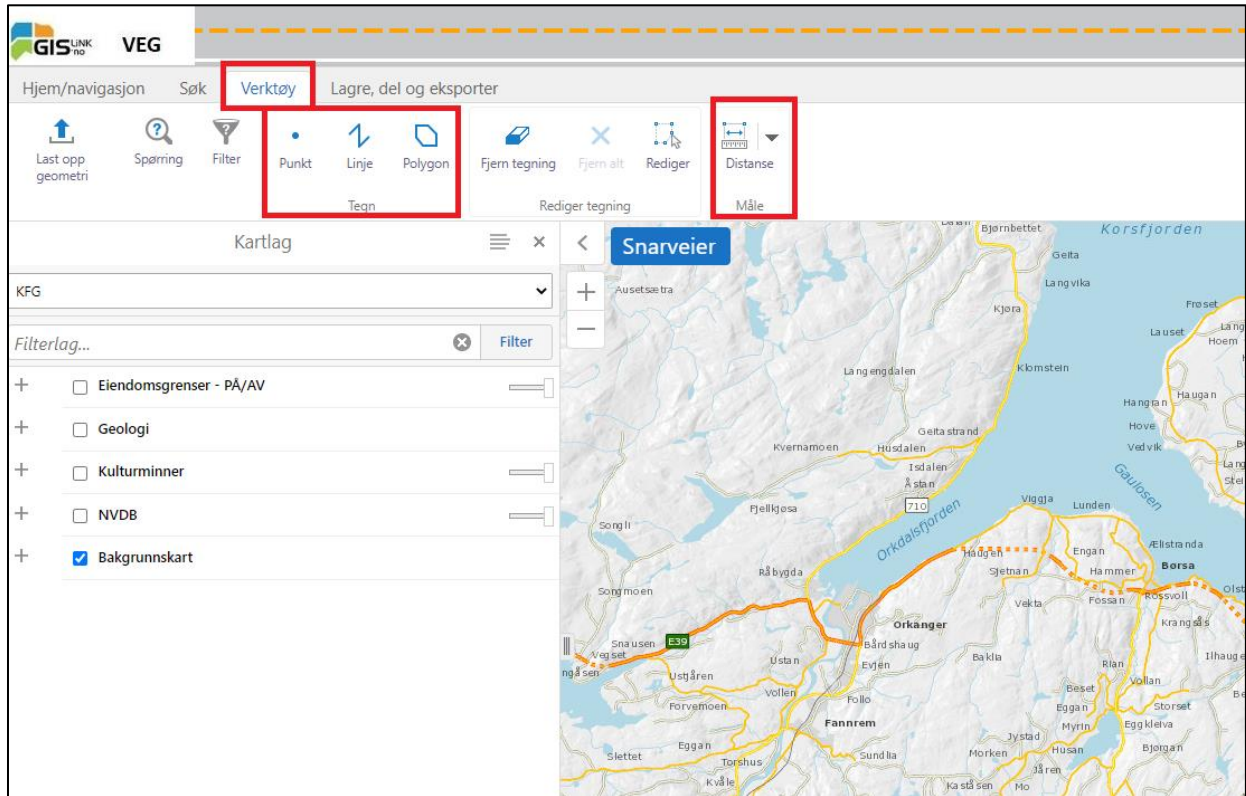 GISLINK
.no
VEG
Hjem/navigasjon Søk Verktøy Lagre, del og eksporter
Last opp geometri
Spørring
Filter
Punkt
Linje
Polygon
Tegn
Fjern tegning
Fjern alt
Rediger
Rediger tegning
Distanse
Måle
Kartlag
KFG
Filterlag...
Filter
Eiendomsgrenser - PÅ/AV
Geologi
Kulturminner
NVDB
Bakgrunnskart
Snarveier
Bjørnbettet
Korsfjorden
Geita
Langvika
Ausetsætra
Kjøra
Frøset
Lauset
Hoem
Langengdalen
Klomstein
Hangran
Haugan
Geitastrand
Hove
Kvernamoen
Husdalen
Vedvik
Isdalen
Åstan
Gaulosen
710
Fjellkjøsa
Viggja
Lunden
Songli
Orkdalsfjorden
Haugen
Engan
Ælistranda
Råbygda
Sjetnan
Hammer
Børsa
Songmoen
Vekta
Fossan
Rossvoll
Orkanger
Krangsås
Snausen
E39
Bårdshaug
Vegset
Ustan
Evjen
Baklia
Rian
Ustjåren
Vollan
Vollen
Follo
Beset
Forvemoen
Eggan
Storset
Fannrem
Myrin
Eggkleiva
Jystad
Eggan
Slettet
Sundlia
Morken
Husan
Bjørgan
Torshus
Jåren
Kvåle
Kaståsen
Mo